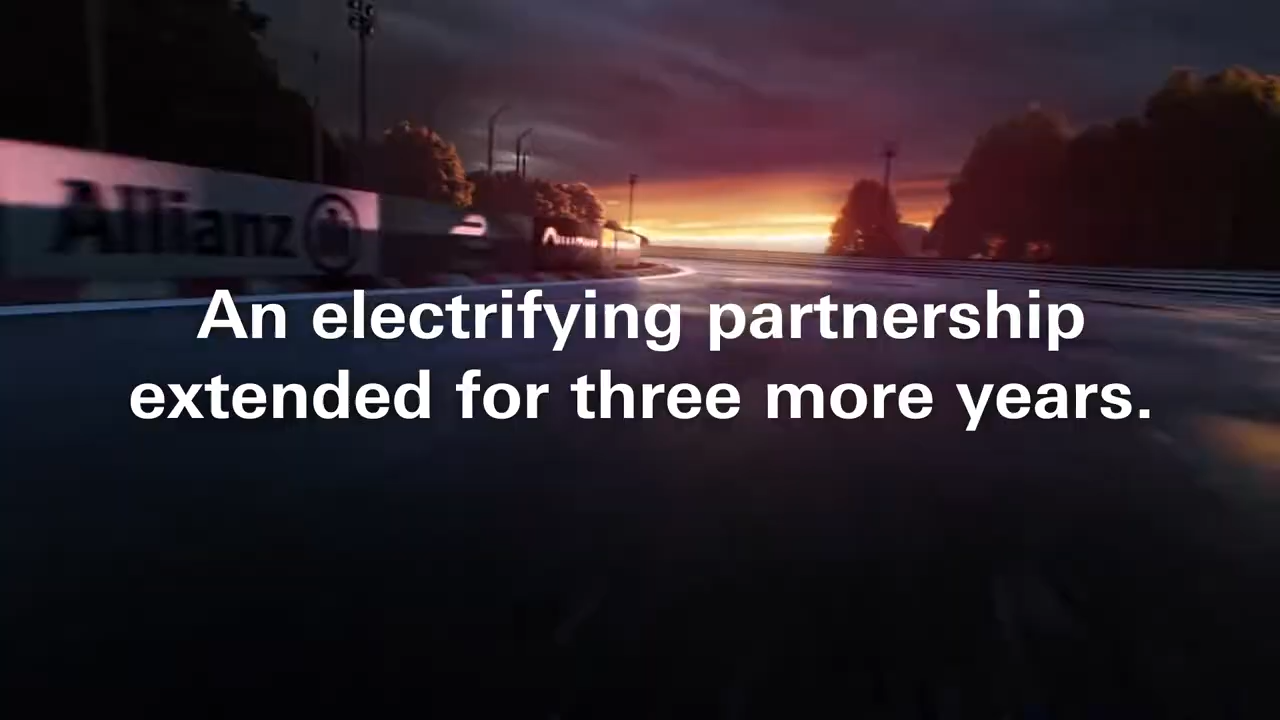 Allianz
An electrifying partnership
extended for three more years.